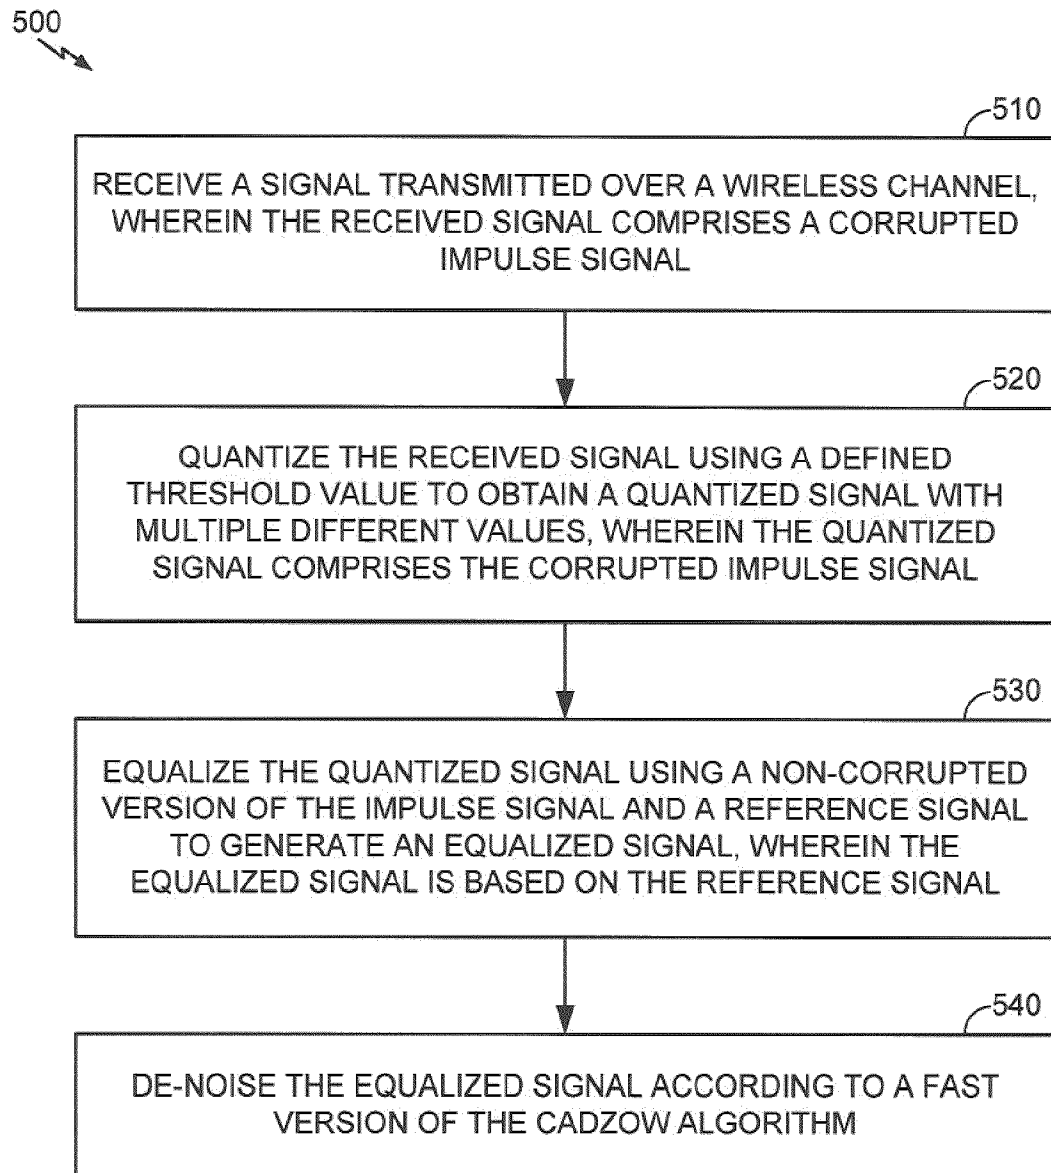 500
510
RECEIVE A SIGNAL TRANSMITTED OVER A WIRELESS CHANNEL,
WHEREIN THE RECEIVED SIGNAL COMPRISES A CORRUPTED
IMPULSE SIGNAL
520
QUANTIZE THE RECEIVED SIGNAL USING A DEFINED
THRESHOLD VALUE TO OBTAIN A QUANTIZED SIGNAL WITH
MULTIPLE DIFFERENT VALUES, WHEREIN THE QUANTIZED
SIGNAL COMPRISES THE CORRUPTED IMPULSE SIGNAL
530
EQUALIZE THE QUANTIZED SIGNAL USING A NON-CORRUPTED
VERSION OF THE IMPULSE SIGNAL AND A REFERENCE SIGNAL
TO GENERATE AN EQUALIZED SIGNAL, WHEREIN THE
EQUALIZED SIGNAL IS BASED ON THE REFERENCE SIGNAL
540
DE-NOISE THE EQUALIZED SIGNAL ACCORDING TO A FAST
VERSION OF THE CADZOW ALGORITHM